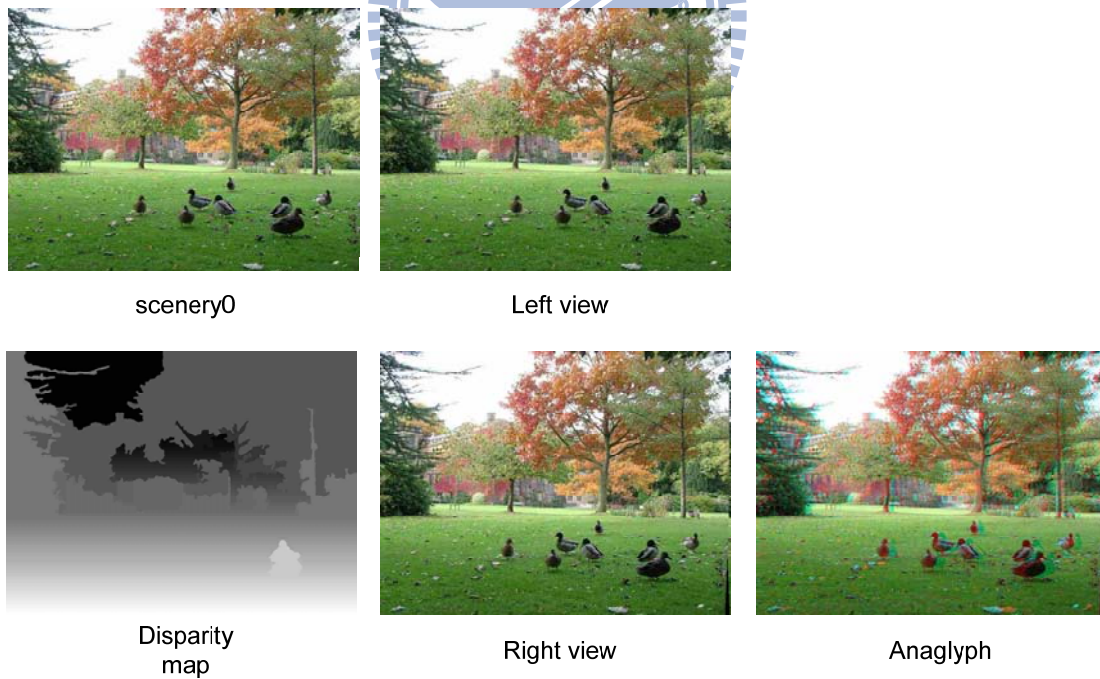 scenery0
Left view
Disparity
map
Right view
Anaglyph